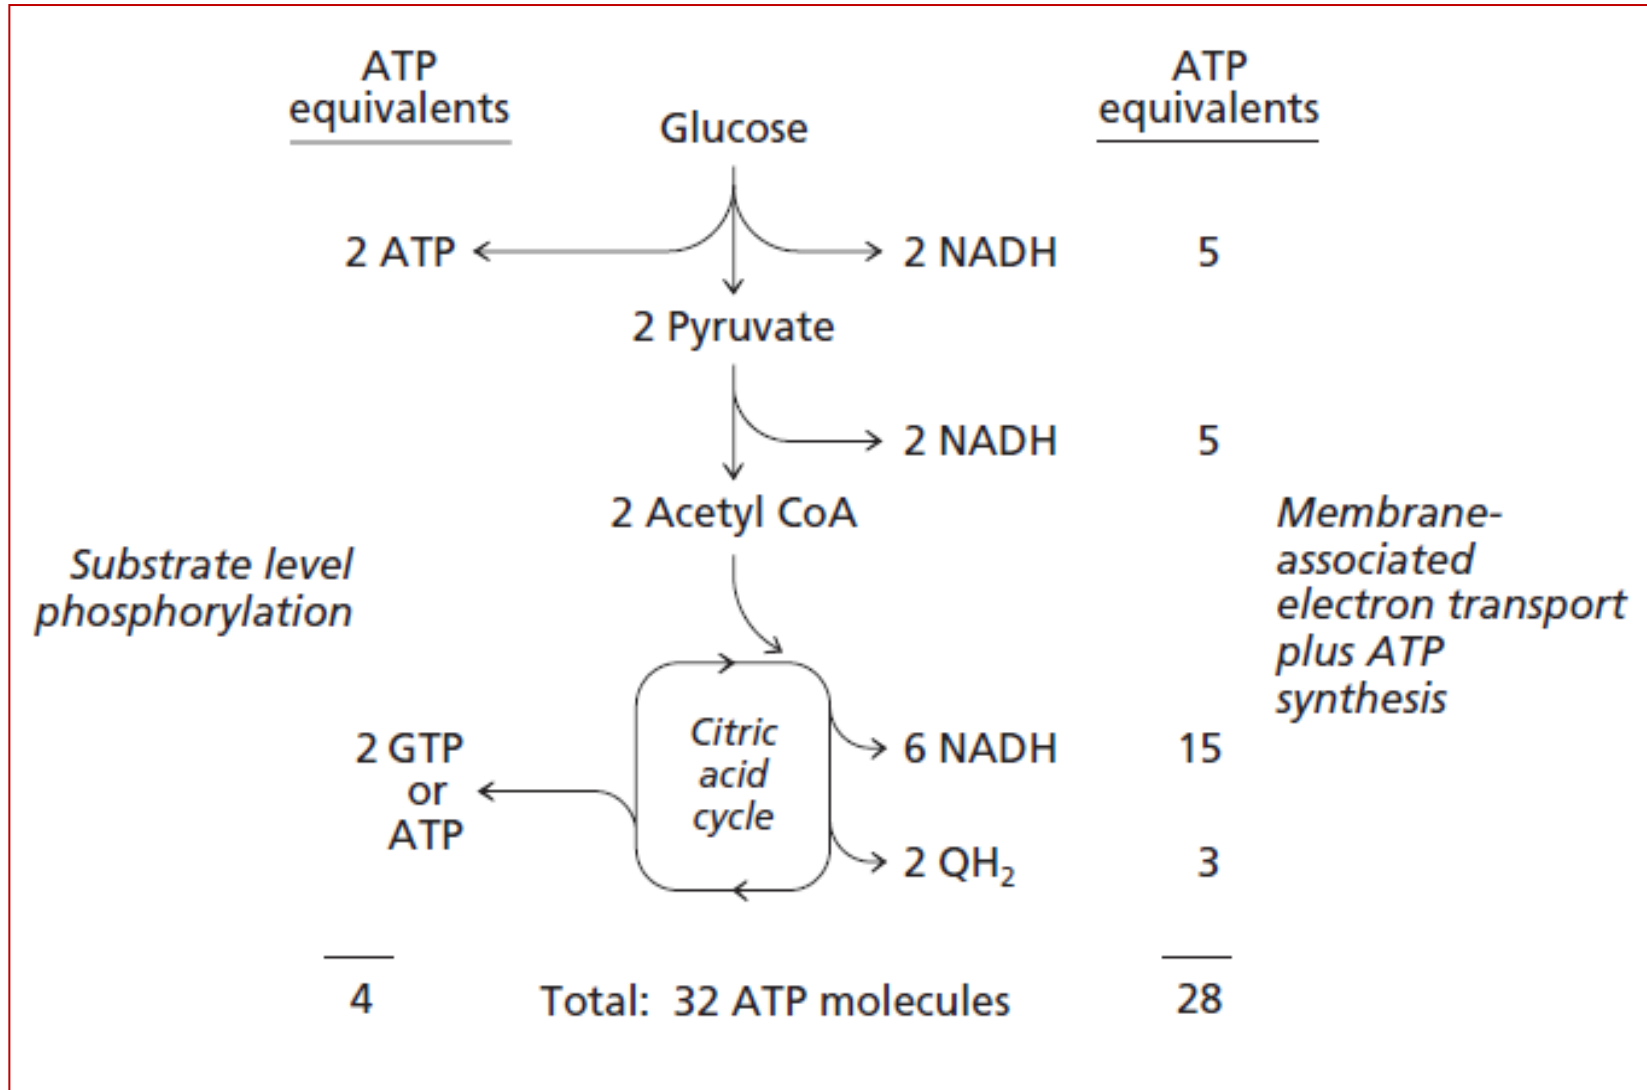 ATP
equivalents
ATP
equivalents
Glucose
2 ATP
2 NADH
5
2 Pyruvate
2 NADH
5
2 Acetyl CoA
Substrate level
phosphorylation
Membrane-
associated
electron transport
plus ATP
synthesis
2 GTP
or
ATP
Citric
acid
cycle
6 NADH
15
2 QH₂
3
4
Total: 32 ATP molecules
28